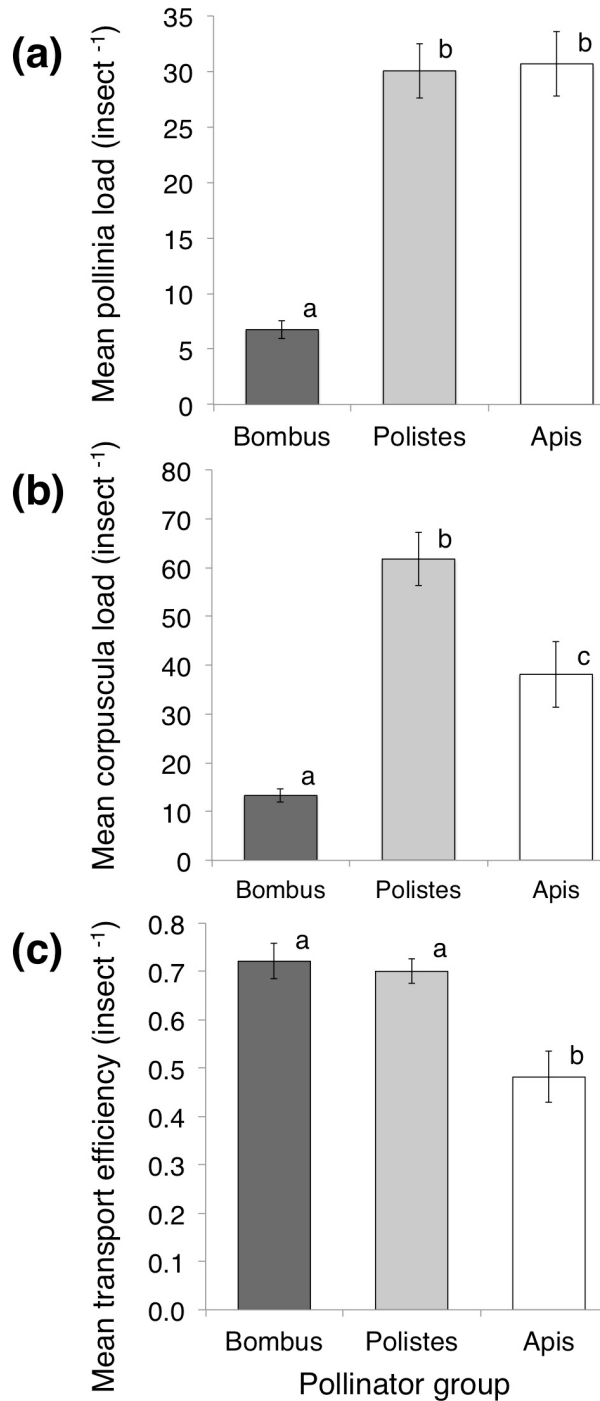 (a)
Mean pollinia load (insect -1)
35
30
25
20
15
10
5
0
a
b
b
Bombus Polistes Apis
(b)
Mean corpuscula load (insect -1)
80
70
60
50
40
30
20
10
0
a
b
c
Bombus Polistes Apis
(c)
Mean transport efficiency (insect -1)
0.8
0.7
0.6
0.5
0.4
0.3
0.2
0.1
0.0
a
a
b
Bombus Polistes Apis
Pollinator group